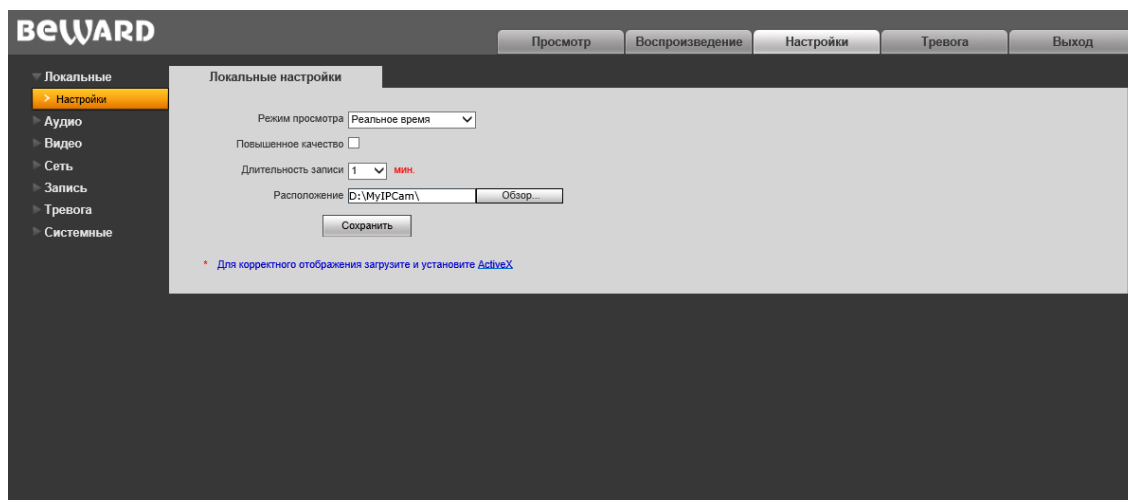 BEWARD
Просмотр Воспроизведение Настройки Тревога Выход
Локальные
Настройки
Аудио
Видео
Сеть
Запись
Тревога
Системные
Локальные настройки
Режим просмотра Реальное время
Повышенное качество
Длительность записи 1 мин.
Расположение D:\MyIPCam\ Обзор...
Сохранить
* Для корректного отображения загрузите и установите ActiveX